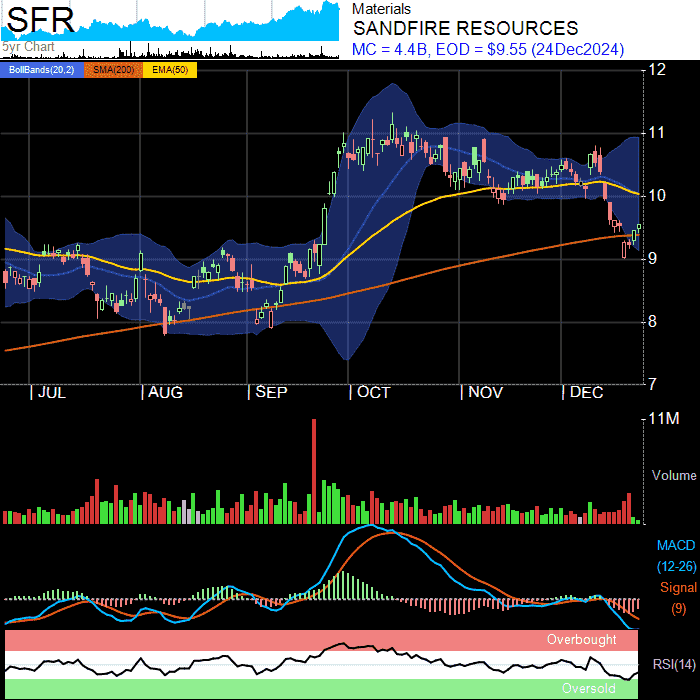 SFR
5yr Chart
Materials
SANDFIRE RESOURCES
MC = 4.4B, EOD = $9.55 (24Dec2024)
BollBands(20,2) SMA(200) EMA(50)
12
11
10
9
8
7
| JUL | AUG | SEP | OCT | NOV | DEC
11M
Volume
MACD
(12-26)
Signal
(9)
Overbought
RSI(14)
Oversold